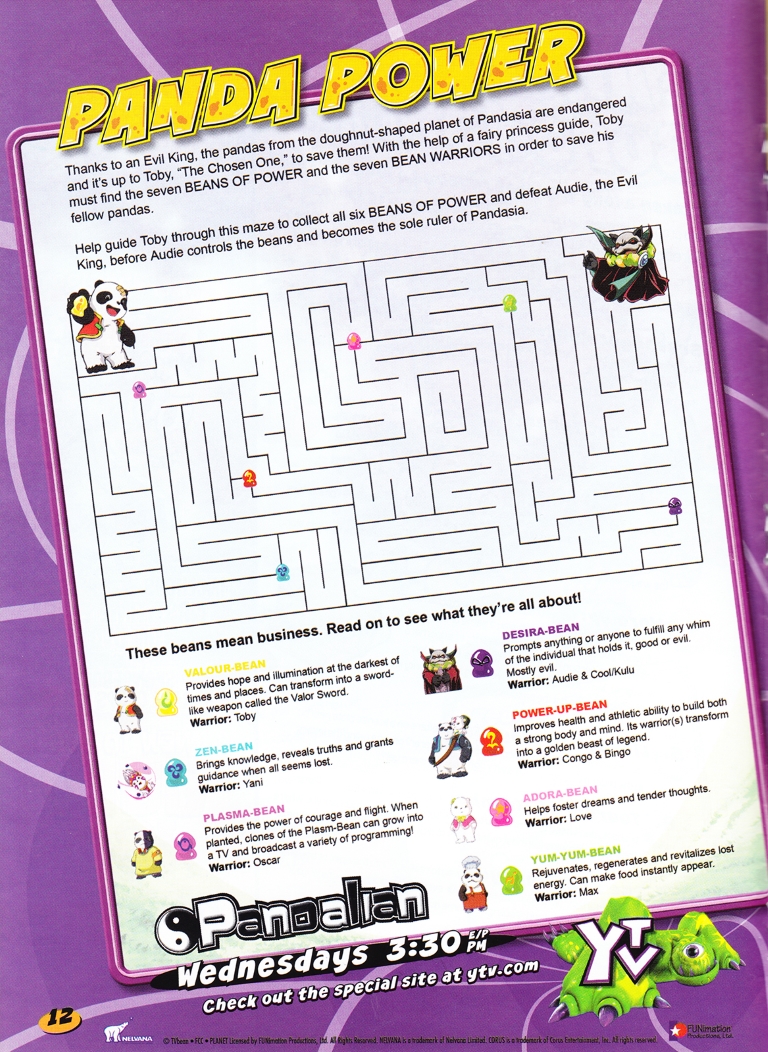 PANDA POWER
Thanks to an Evil King, the pandas from the doughnut-shaped planet of Pandasia are endangered
and it's up to Toby, "The Chosen One," to save them! With the help of a fairy princess guide, Toby
must find the seven BEANS OF POWER and the seven BEAN WARRIORS in order to save his
fellow pandas.
Help guide Toby through this maze to collect all six BEANS OF POWER and defeat Audie, the Evil
King, before Audie controls the beans and becomes the sole ruler of Pandasia.
These beans mean business. Read on to see what they're all about!
VALOUR-BEAN
Provides hope and illumination at the darkest of
times and places. Can transform into a sword-
like weapon called the Valor Sword.
Warrior: Toby
ZEN-BEAN
Brings knowledge, reveals truths and grants
guidance when all seems lost.
Warrior: Yani
PLASMA-BEAN
Provides the power of courage and flight. When
planted, clones of the Plasm-Bean can grow into
a TV and broadcast a variety of programming!
Warrior: Oscar
DESIRA-BEAN
Prompts anything or anyone to fulfill any whim
of the individual that holds it, good or evil.
Mostly evil.
Warrior: Audie & Cool/Kulu
POWER-UP-BEAN
Improves health and athletic ability to build both
a strong body and mind. Its warrior(s) transform
into a golden beast of legend.
Warrior: Congo & Bingo
ADORA-BEAN
Helps foster dreams and tender thoughts.
Warrior: Love
YUM-YUM-BEAN
Rejuvenates, regenerates and revitalizes lost
energy. Can make food instantly appear.
Warrior: Max
Pandalian
Wednesdays 3:30 E/P PM
Check out the special site at ytv.com
YTV
12
NELVANA
© TVbean • FCC • PLANET Licensed by FUNimation Productions, Ltd. All Rights Reserved. NELVANA is a trademark of Nelvana Limited. CORUS is a trademark of Corus Entertainment, Inc. All rights reserved.
FUNimation
Productions, Ltd.